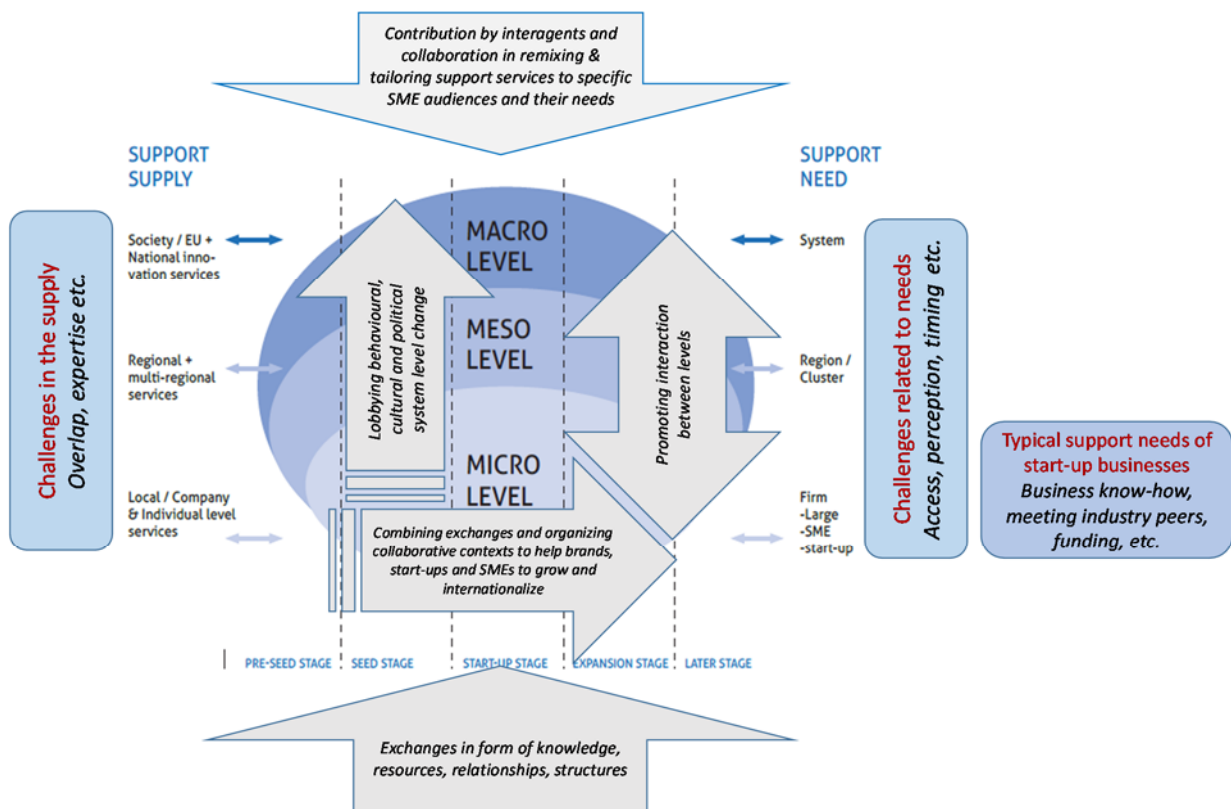 Contribution by interagents and
collaboration in remixing &
tailoring support services to specific
SME audiences and their needs
SUPPORT
SUPPLY
SUPPORT
NEED
Challenges in the supply
Overlap, expertise etc.
Society / EU +
National inno-
vation services
Regional +
multi-regional
services
Local / Company
& Individual level
services
MACRO
LEVEL
MESO
LEVEL
MICRO
LEVEL
Lobbying behavioural,
cultural and political
system level change
Promoting interaction
between levels
Combining exchanges and organizing
collaborative contexts to help brands,
start-ups and SMEs to grow and
internationalize
System
Region /
Cluster
Firm
-Large
-SME
-start-up
Challenges related to needs
Access, perception, timing etc.
Typical support needs of
start-up businesses
Business know-how,
meeting industry peers,
funding, etc.
PRE-SEED STAGE
SEED STAGE
START-UP STAGE
EXPANSION STAGE
LATER STAGE
Exchanges in form of knowledge,
resources, relationships, structures